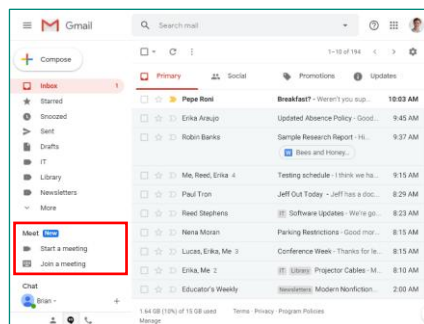 Gmail
Search mail
Compose
1–10 of 194
Inbox 1
Starred
Snoozed
Sent
Drafts
IT
Library
Newsletters
More
Meet New
Start a meeting
Join a meeting
Chat
Brian
Primary Social Promotions Updates
Pepe Roni Breakfast? - Weren't you sup... 10:03 AM
Erika Araujo Updated Absence Policy - Good... 9:45 AM
Robin Banks Sample Research Report - Hi... 9:37 AM
Bees and Honey...
Me, Reed, Erika 4 Testing schedule - I think we ha... 9:15 AM
Paul Tron Jeff Out Today - Jeff has a doc... 8:29 AM
Reed Stephens IT Software Updates - We're go... 8:23 AM
Nena Moran Parking Restrictions - Good mor... 8:15 AM
Lucas, Erika, Me 3 Conference Week - Thanks for le... 8:15 AM
Erika, Me 2 IT Library Projector Cables - M... 8:10 AM
Educator's Weekly Newsletters Modern Nonfiction... 2:00 AM
1.64 GB (10%) of 15 GB used
Manage
Terms · Privacy · Program Policies